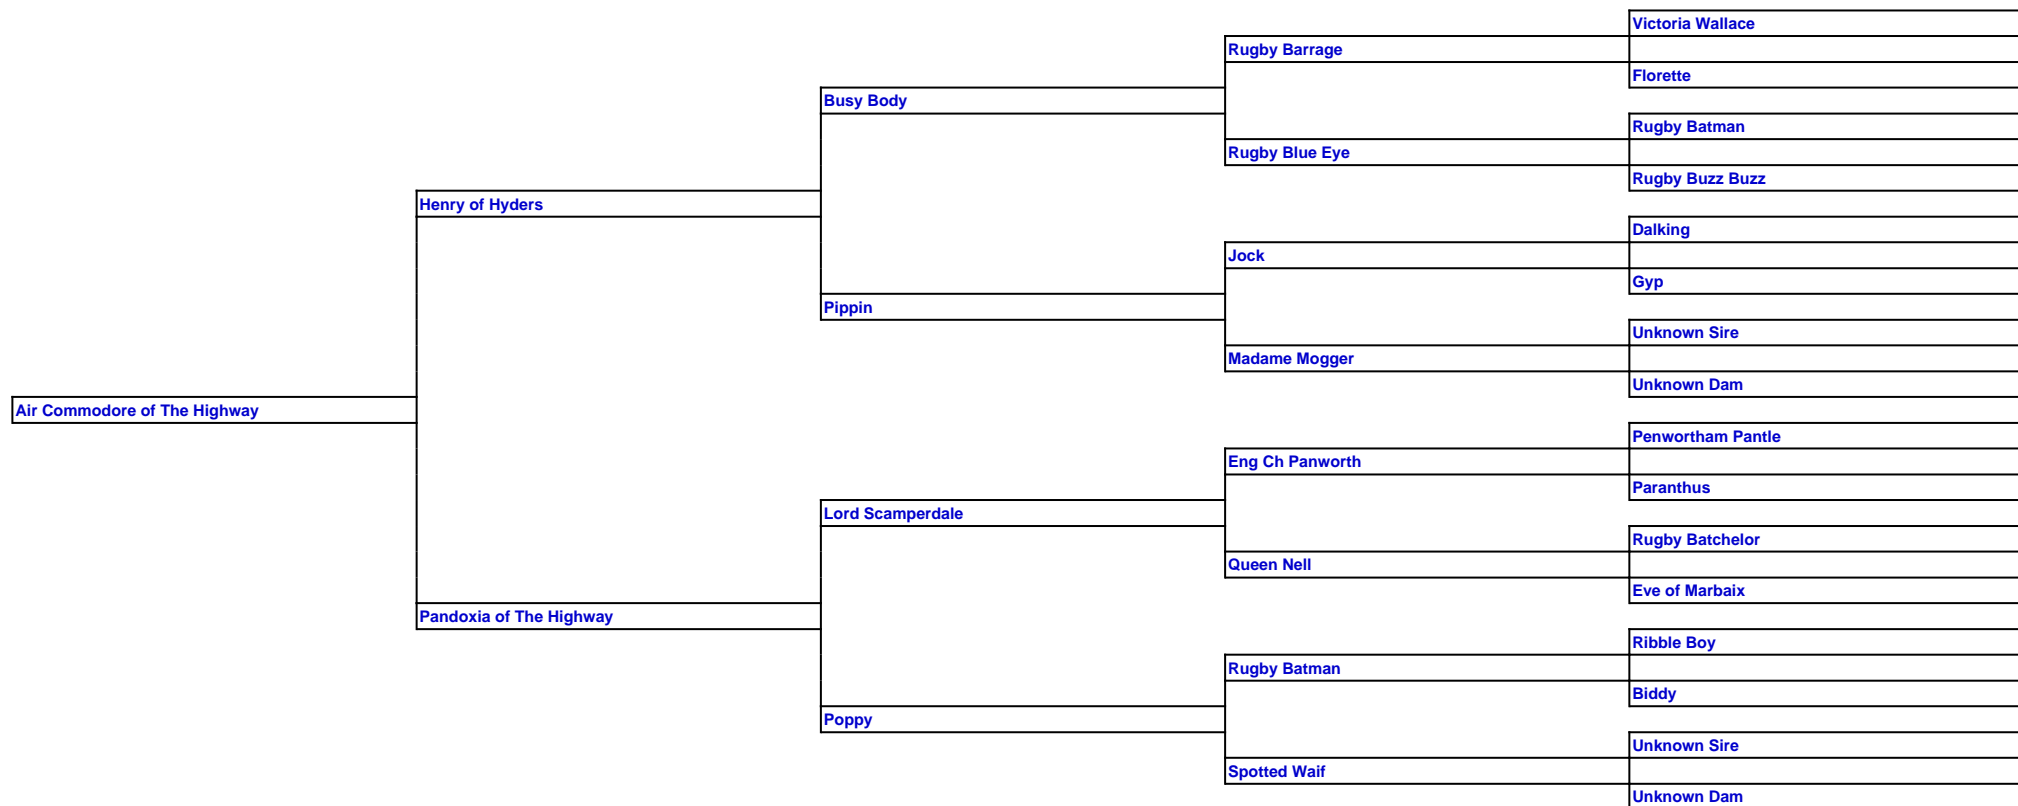 Victoria Wallace
Rugby Barrage
Florette
Busy Body
Rugby Batman
Rugby Blue Eye
Rugby Buzz Buzz
Henry of Hyders
Dalking
Jock
Gyp
Pippin
Unknown Sire
Madame Mogger
Unknown Dam
Air Commodore of The Highway
Penwortham Pantle
Eng Ch Panworth
Paranthus
Lord Scamperdale
Rugby Batchelor
Queen Nell
Eve of Marbaix
Pandoxia of The Highway
Ribble Boy
Rugby Batman
Biddy
Poppy
Unknown Sire
Spotted Waif
Unknown Dam